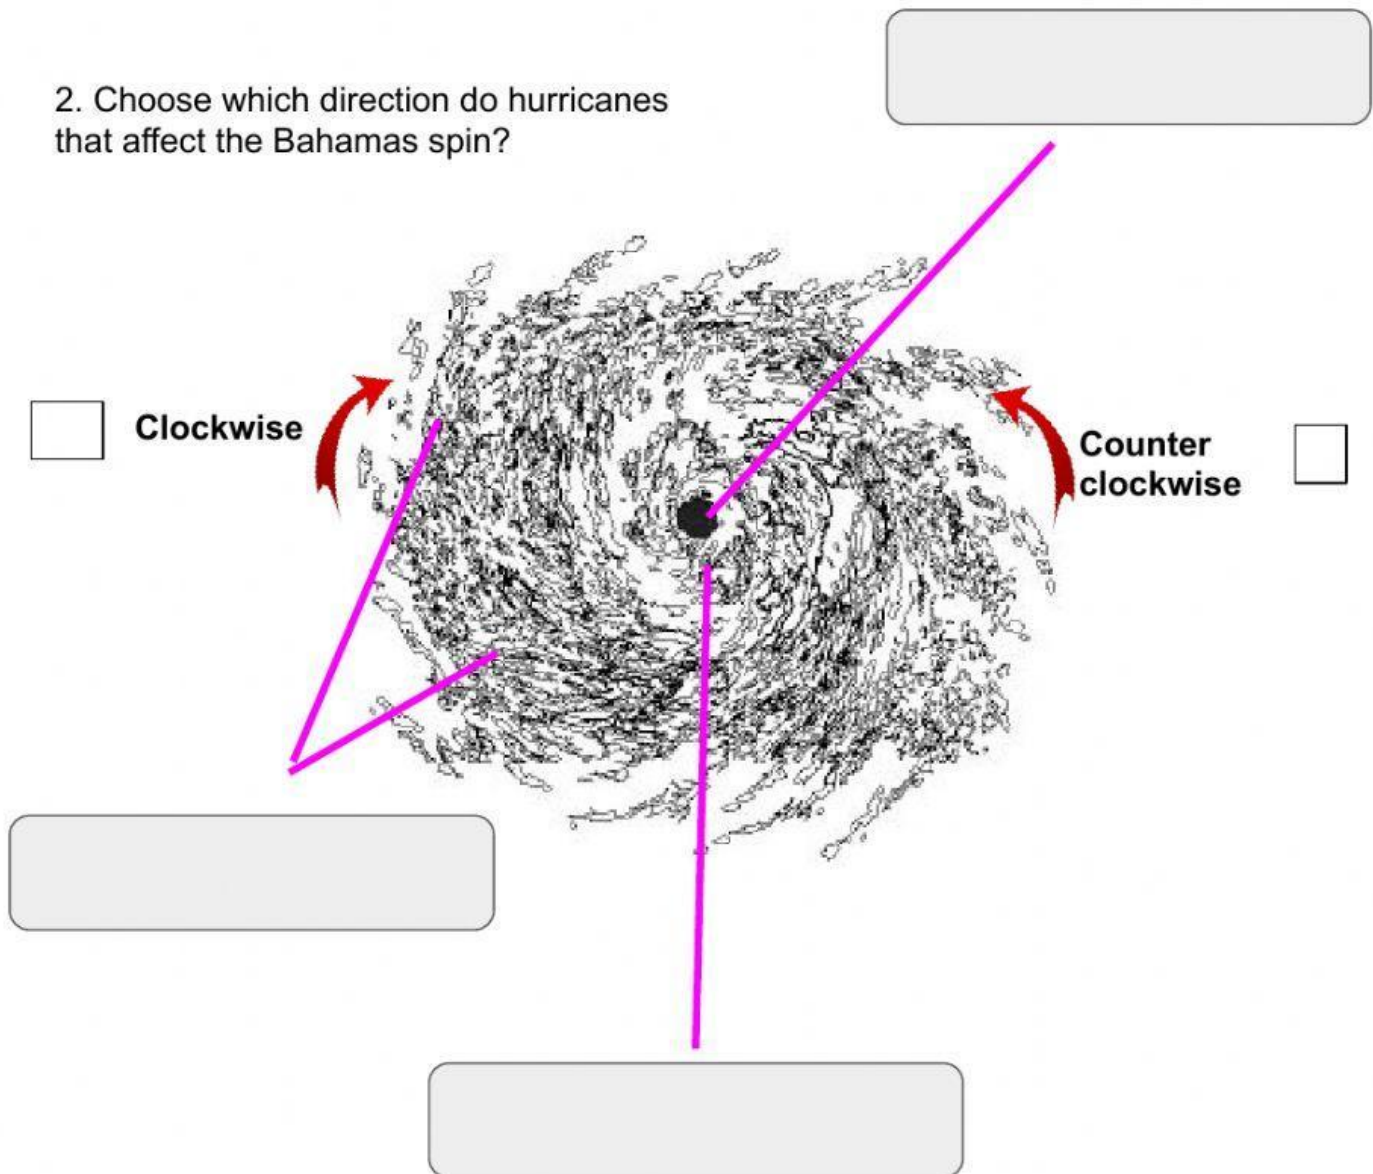 2. Choose which direction do hurricanes
that affect the Bahamas spin?
Clockwise
Counter
clockwise